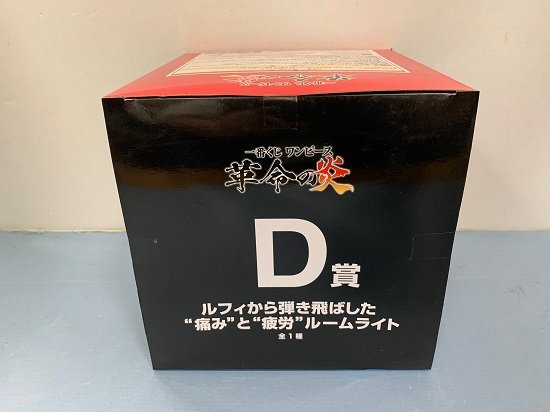 一番くじ ワンピース
革命の炎
D賞
ルフィから弾き飛ばした
“痛み”と“疲労”ルームライト
全1種